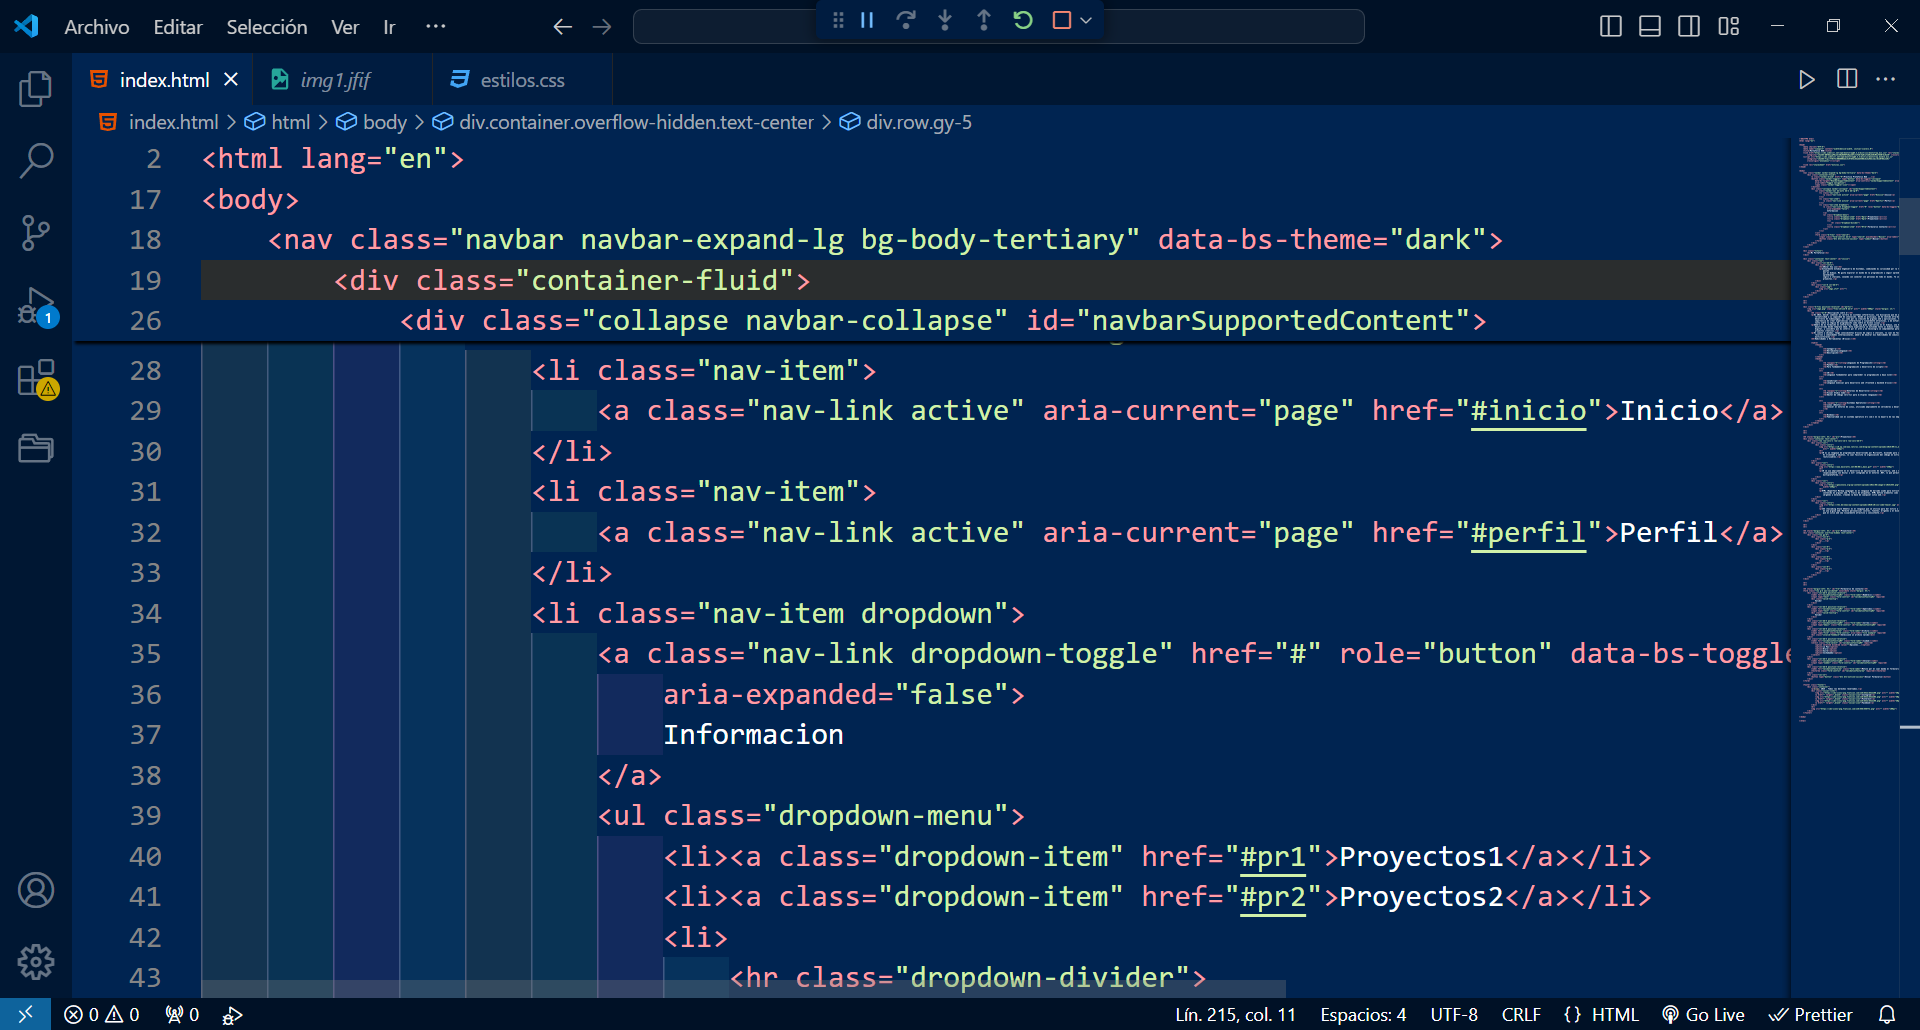 Archivo Editar Selección Ver Ir ···
index.html img1.jfif estilos.css
index.html > html > body > div.container.overflow-hidden.text-center > div.row.gy-5
2 <html lang="en">
17 <body>
18 <nav class="navbar navbar-expand-lg bg-body-tertiary" data-bs-theme="dark">
19 <div class="container-fluid">
26 <div class="collapse navbar-collapse" id="navbarSupportedContent">
28 <li class="nav-item">
29 <a class="nav-link active" aria-current="page" href="#inicio">Inicio</a>
30 </li>
31 <li class="nav-item">
32 <a class="nav-link active" aria-current="page" href="#perfil">Perfil</a>
33 </li>
34 <li class="nav-item dropdown">
35 <a class="nav-link dropdown-toggle" href="#" role="button" data-bs-toggle
36 aria-expanded="false">
37 Informacion
38 </a>
39 <ul class="dropdown-menu">
40 <li><a class="dropdown-item" href="#pr1">Proyectos1</a></li>
41 <li><a class="dropdown-item" href="#pr2">Proyectos2</a></li>
42 <li>
43 <hr class="dropdown-divider">
1
0 0 0 Lín. 215, col. 11 Espacios: 4 UTF-8 CRLF {} HTML Go Live Prettier